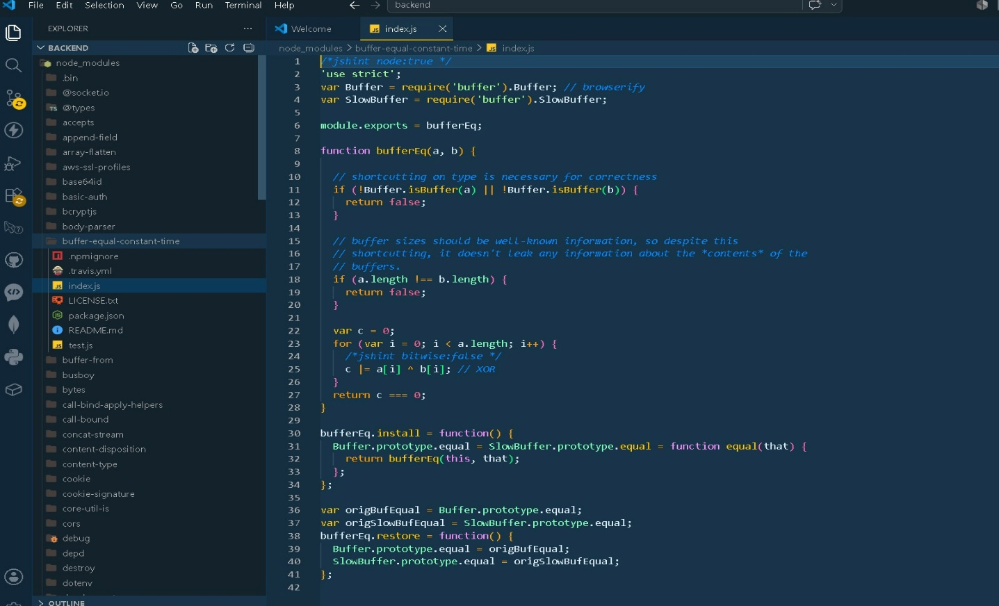 File Edit Selection View Go Run Terminal Help
backend
EXPLORER
BACKEND
node_modules
.bin
@socket.io
TS @types
accepts
append-field
array-flatten
aws-ssl-profiles
base64id
basic-auth
bcryptjs
body-parser
buffer-equal-constant-time
.npmignore
.travis.yml
JS index.js
LICENSE.txt
package.json
README.md
JS test.js
buffer-from
busboy
bytes
call-bind-apply-helpers
call-bound
concat-stream
content-disposition
content-type
cookie
cookie-signature
core-util-is
cors
debug
depd
destroy
dotenv
OUTLINE
Welcome JS index.js
node_modules > buffer-equal-constant-time > JS index.js
1 /*jshint node:true */
2 'use strict';
3 var Buffer = require('buffer').Buffer; // browserify
4 var SlowBuffer = require('buffer').SlowBuffer;
5
6 module.exports = bufferEq;
7
8 function bufferEq(a, b) {
9
10 // shortcutting on type is necessary for correctness
11 if (!Buffer.isBuffer(a) || !Buffer.isBuffer(b)) {
12 return false;
13 }
14
15 // buffer sizes should be well-known information, so despite this
16 // shortcutting, it doesn't leak any information about the *contents* of the
17 // buffers.
18 if (a.length !== b.length) {
19 return false;
20 }
21
22 var c = 0;
23 for (var i = 0; i < a.length; i++) {
24 /*jshint bitwise:false */
25 c |= a[i] ^ b[i]; // XOR
26 }
27 return c === 0;
28 }
29
30 bufferEq.install = function() {
31 Buffer.prototype.equal = SlowBuffer.prototype.equal = function equal(that) {
32 return bufferEq(this, that);
33 };
34 };
35
36 var origBufEqual = Buffer.prototype.equal;
37 var origSlowBufEqual = SlowBuffer.prototype.equal;
38 bufferEq.restore = function() {
39 Buffer.prototype.equal = origBufEqual;
40 SlowBuffer.prototype.equal = origSlowBufEqual;
41 };
42